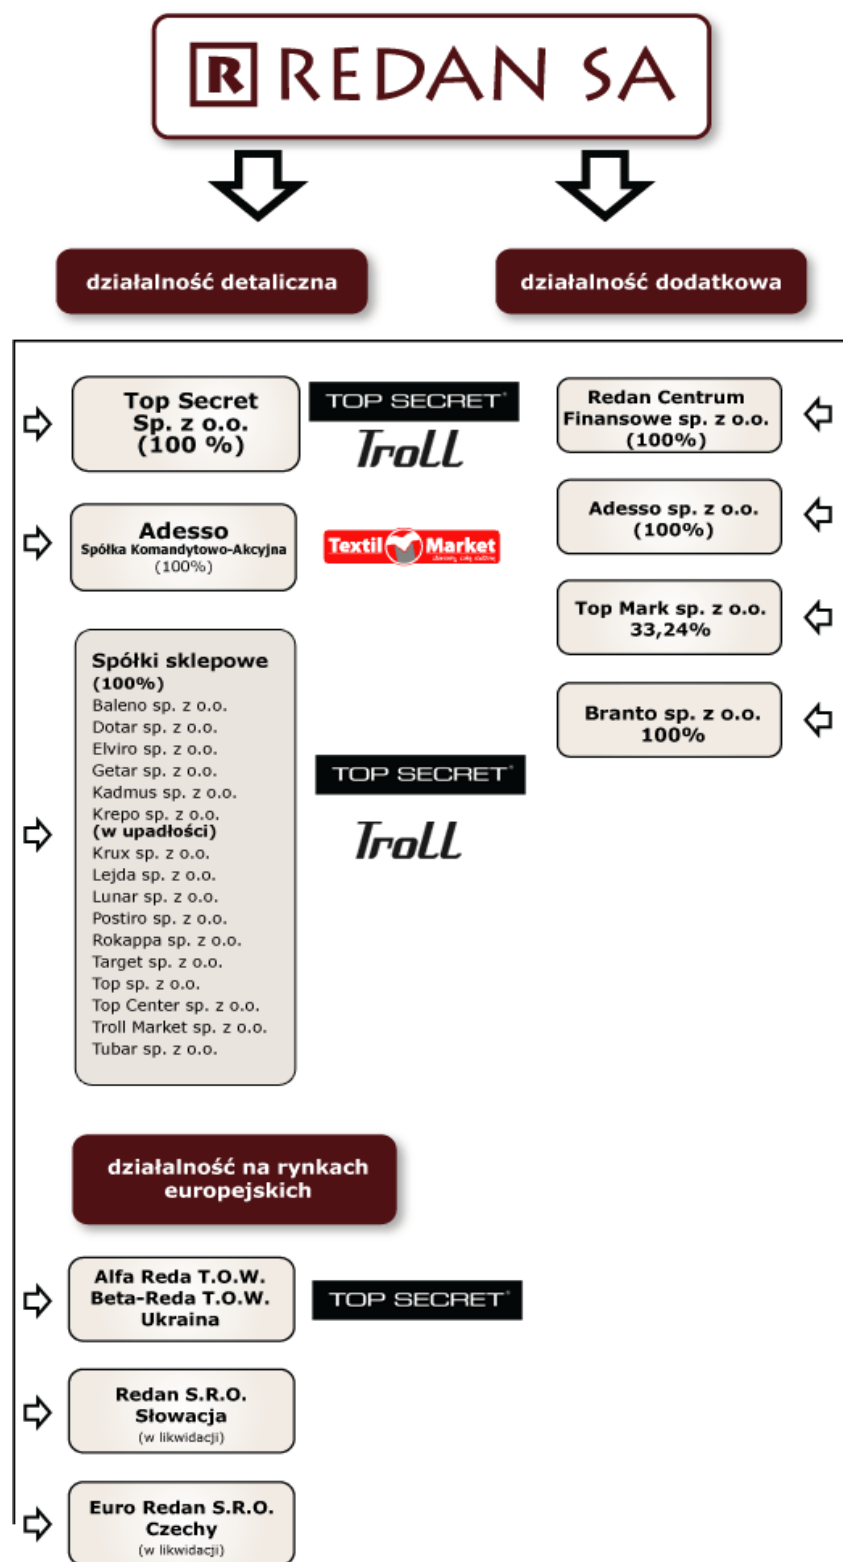 R REDAN SA
działalność detaliczna
działalność dodatkowa
Top Secret
Sp. z o.o.
(100 %)
TOP SECRET®
Troll
Adesso
Spółka Komandytowo-Akcyjna
(100%)
Textil Market
Spółki sklepowe
(100%)
Baleno sp. z o.o.
Dotar sp. z o.o.
Elviro sp. z o.o.
Getar sp. z o.o.
Kadmus sp. z o.o.
Krepo sp. z o.o.
(w upadłości)
Krux sp. z o.o.
Lejda sp. z o.o.
Lunar sp. z o.o.
Postiro sp. z o.o.
Rokappa sp. z o.o.
Target sp. z o.o.
Top sp. z o.o.
Top Center sp. z o.o.
Troll Market sp. z o.o.
Tubar sp. z o.o.
TOP SECRET®
Troll
Redan Centrum
Finansowe sp. z o.o.
(100%)
Adesso sp. z o.o.
(100%)
Top Mark sp. z o.o.
33,24%
Branto sp. z o.o.
100%
działalność na rynkach
europejskich
Alfa Reda T.O.W.
Beta-Reda T.O.W.
Ukraina
TOP SECRET®
Redan S.R.O.
Słowacja
(w likwidacji)
Euro Redan S.R.O.
Czechy
(w likwidacji)